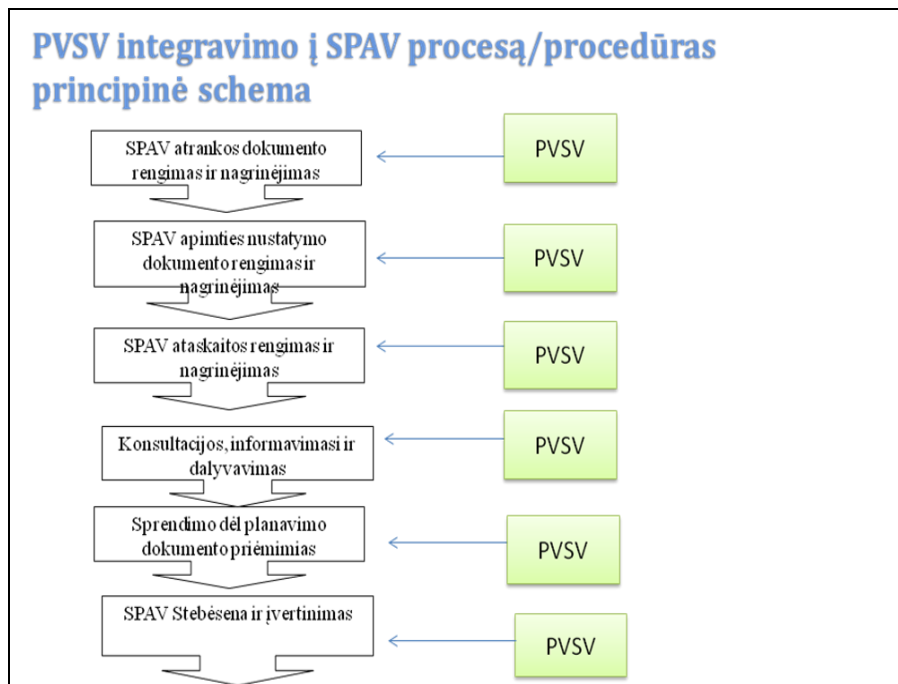 PVSV integravimo į SPAV procesą/procedūras
principinė schema
SPAV atrankos dokumento
rengimas ir nagrinėjimas
PVSV
SPAV apimties nustatymo
dokumento rengimas ir
nagrinėjimas
PVSV
SPAV ataskaitos rengimas ir
nagrinėjimas
PVSV
Konsultacijos, informavimasi ir
dalyvavimas
PVSV
Sprendimo dėl planavimo
dokumento priėmimias
PVSV
SPAV Stebėsena ir įvertinimas
PVSV